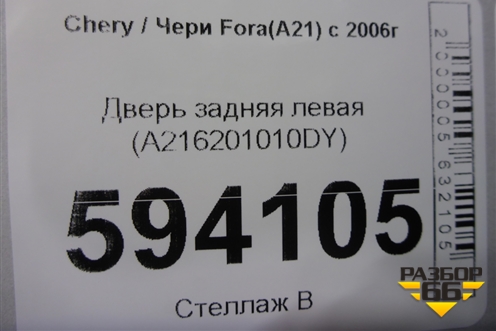 Chery / Чери Fora(A21) с 2006г
Дверь задняя левая
(A216201010DY)
594105
Стеллаж В
2000005632105
РАЗБОР
66